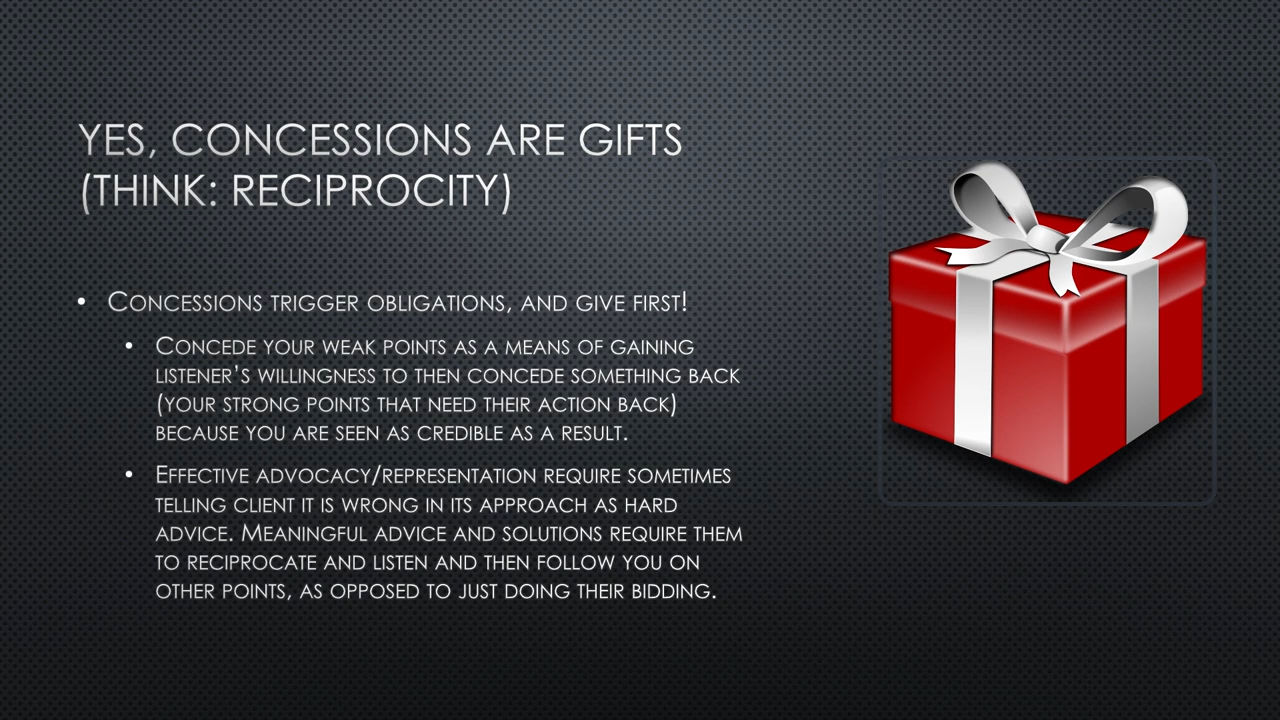 YES, CONCESSIONS ARE GIFTS
(THINK: RECIPROCITY)
• CONCESSIONS TRIGGER OBLIGATIONS, AND GIVE FIRST!
• CONCEDE YOUR WEAK POINTS AS A MEANS OF GAINING
LISTENER'S WILLINGNESS TO THEN CONCEDE SOMETHING BACK
(YOUR STRONG POINTS THAT NEED THEIR ACTION BACK)
BECAUSE YOU ARE SEEN AS CREDIBLE AS A RESULT.
• EFFECTIVE ADVOCACY/REPRESENTATION REQUIRE SOMETIMES
TELLING CLIENT IT IS WRONG IN ITS APPROACH AS HARD
ADVICE. MEANINGFUL ADVICE AND SOLUTIONS REQUIRE THEM
TO RECIPROCATE AND LISTEN AND THEN FOLLOW YOU ON
OTHER POINTS, AS OPPOSED TO JUST DOING THEIR BIDDING.